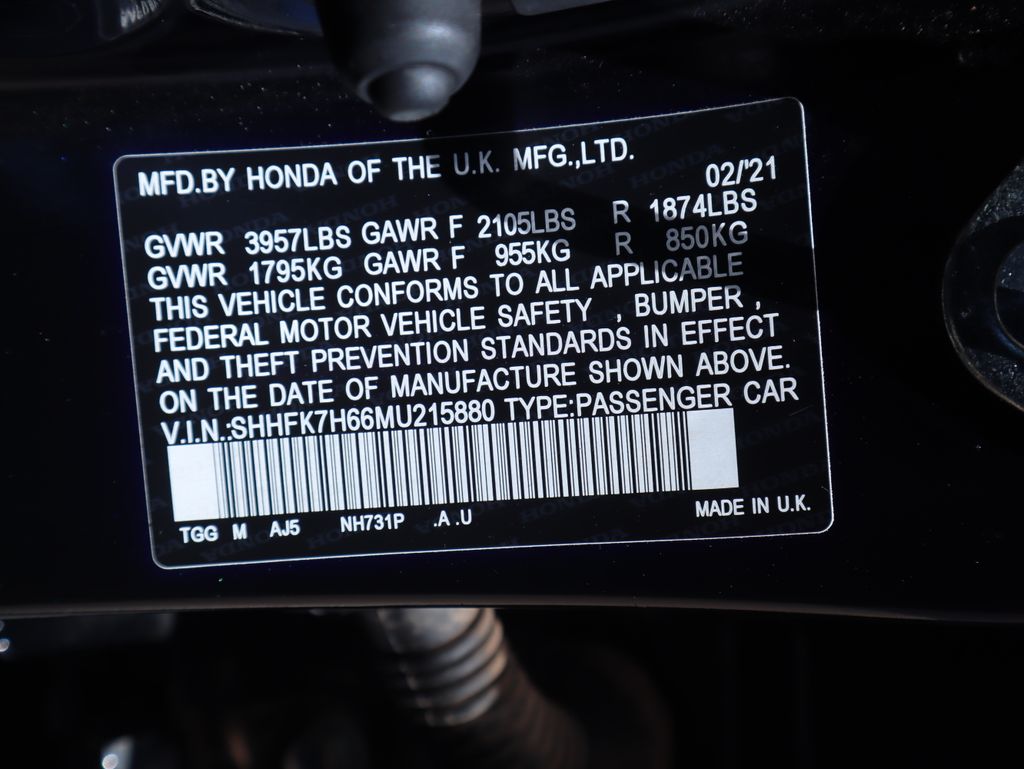 MFD.BY HONDA OF THE U.K. MFG.,LTD.
02/'21
GVWR 3957LBS GAWR F 2105LBS R 1874LBS
GVWR 1795KG GAWR F 955KG R 850KG
THIS VEHICLE CONFORMS TO ALL APPLICABLE
FEDERAL MOTOR VEHICLE SAFETY , BUMPER ,
AND THEFT PREVENTION STANDARDS IN EFFECT
ON THE DATE OF MANUFACTURE SHOWN ABOVE.
V.I.N.:SHHFK7H66MU215880 TYPE:PASSENGER CAR
TGG M AJ5 NH731P .A .U MADE IN U.K.